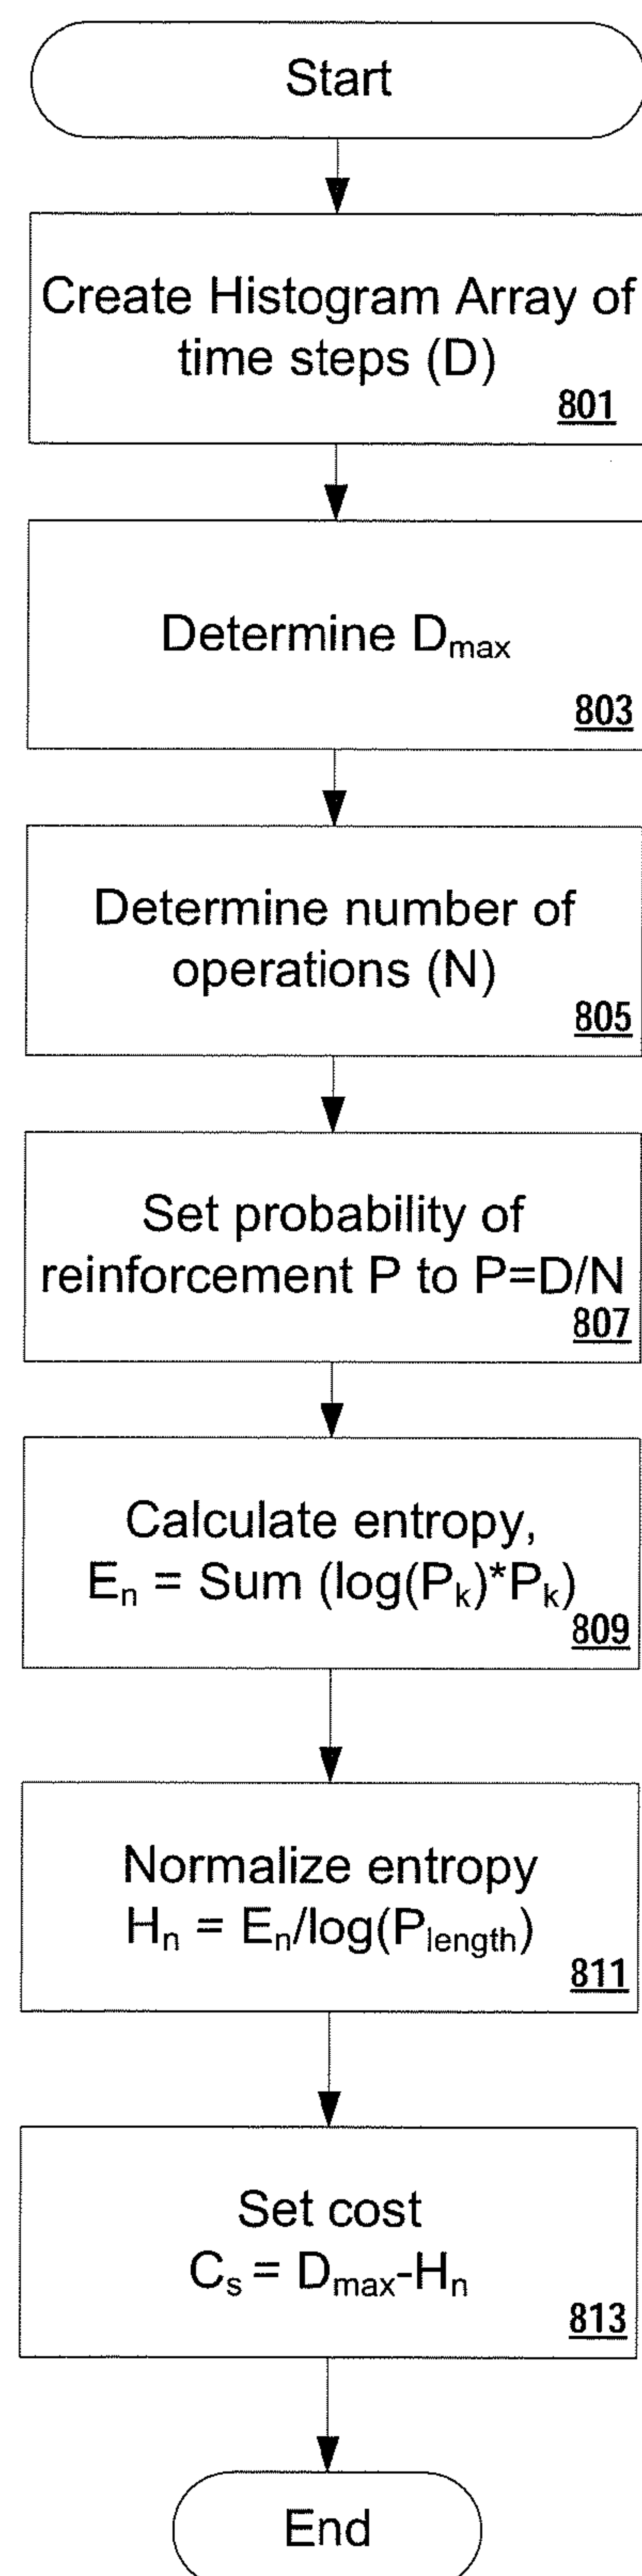 Start
Create Histogram Array of
time steps (D)
801
Determine Dmax
803
Determine number of
operations (N)
805
Set probability of
reinforcement P to P=D/N
807
Calculate entropy,
En = Sum (log(Pk)*Pk)
809
Normalize entropy
Hn = En/log(Plength)
811
Set cost
Cs = Dmax-Hn
813
End